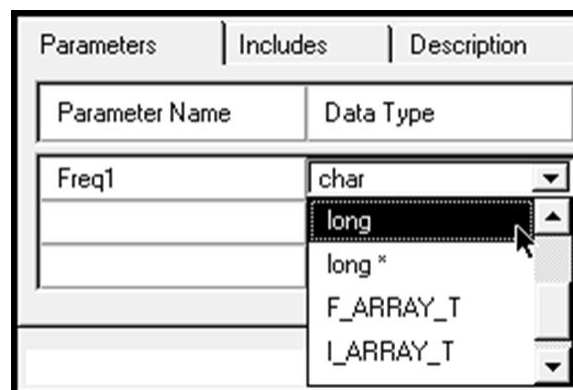 Parameters Includes Description
Parameter Name Data Type
Freq1 char
long
long *
F_ARRAY_T
I_ARRAY_T